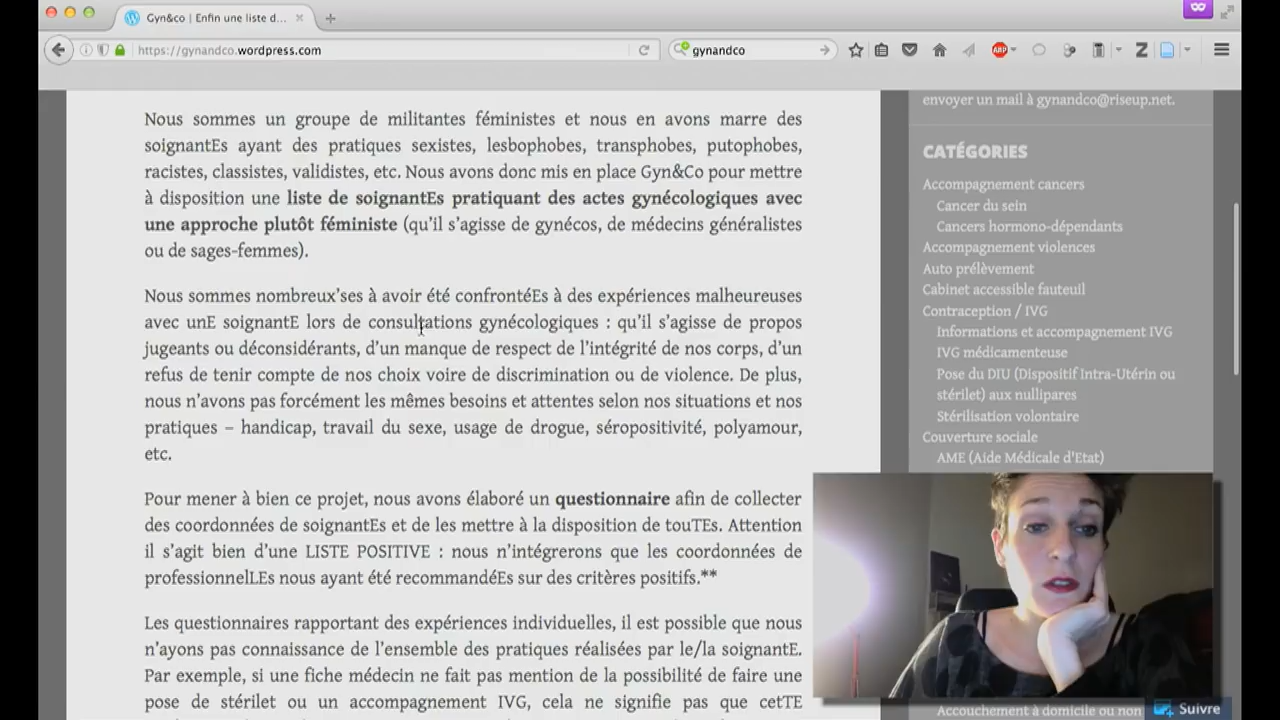 Gyn&co | Enfin une liste d...
https://gynandco.wordpress.com
gynandco
ABP
Z
Nous sommes un groupe de militantes féministes et nous en avons marre des
soignantEs ayant des pratiques sexistes, lesbophobes, transphobes, putophobes,
racistes, classistes, validistes, etc. Nous avons donc mis en place Gyn&Co pour mettre
à disposition une liste de soignantEs pratiquant des actes gynécologiques avec
une approche plutôt féministe (qu'il s'agisse de gynécos, de médecins généralistes
ou de sages-femmes).
Nous sommes nombreux'ses à avoir été confrontéEs à des expériences malheureuses
avec unE soignantE lors de consultations gynécologiques : qu'il s'agisse de propos
jugeants ou déconsidérants, d'un manque de respect de l'intégrité de nos corps, d'un
refus de tenir compte de nos choix voire de discrimination ou de violence. De plus,
nous n'avons pas forcément les mêmes besoins et attentes selon nos situations et nos
pratiques – handicap, travail du sexe, usage de drogue, séropositivité, polyamour,
etc.
Pour mener à bien ce projet, nous avons élaboré un questionnaire afin de collecter
des coordonnées de soignantEs et de les mettre à la disposition de touTEs. Attention
il s'agit bien d'une LISTE POSITIVE : nous n'intégrerons que les coordonnées de
professionnelLEs nous ayant été recommandéEs sur des critères positifs.**
Les questionnaires rapportant des expériences individuelles, il est possible que nous
n'ayons pas connaissance de l'ensemble des pratiques réalisées par le/la soignantE.
Par exemple, si une fiche médecin ne fait pas mention de la possibilité de faire une
pose de stérilet ou un accompagnement IVG, cela ne signifie pas que cetTE
envoyer un mail à gynandco@riseup.net.
CATÉGORIES
Accompagnement cancers
Cancer du sein
Cancers hormono-dépendants
Accompagnement violences
Auto prélèvement
Cabinet accessible fauteuil
Contraception / IVG
Informations et accompagnement IVG
IVG médicamenteuse
Pose du DIU (Dispositif Intra-Utérin ou
stérilet) aux nullipares
Stérilisation volontaire
Couverture sociale
AME (Aide Médicale d'Etat)
Accouchement à domicile ou non
Suivre